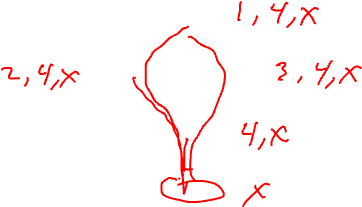 1, 4, x
2, 4, x
3, 4, x
4, x
x